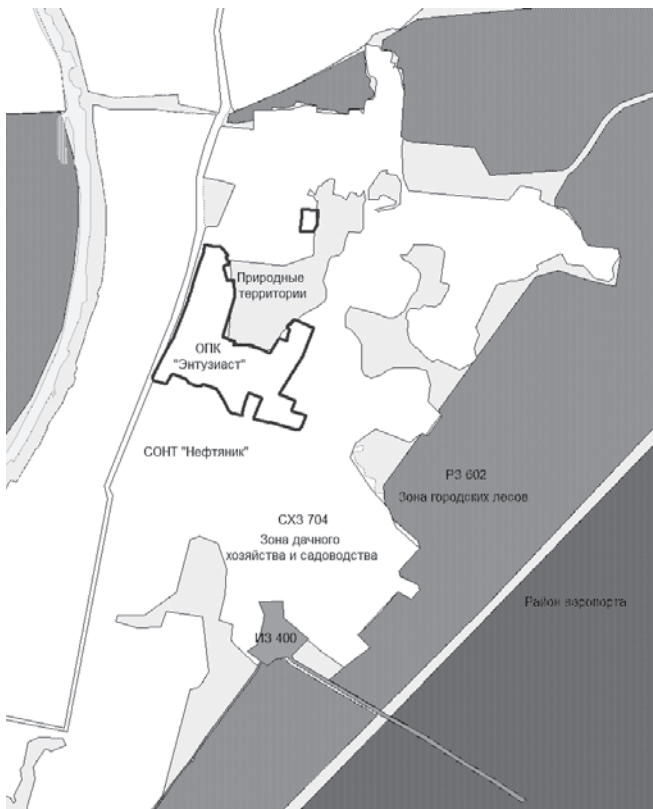 Природные
территории
ОПК
"Энтузиаст"
СОНТ "Нефтяник"
РЗ 602
Зона городских лесов
СХЗ 704
Зона дачного
хозяйства и садоводства
Район аэропорта
ИЗ 400